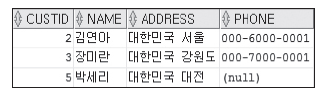 CUSTID NAME ADDRESS PHONE
2 김연아 대한민국 서울 000-6000-0001
3 장미란 대한민국 강원도 000-7000-0001
5 박세리 대한민국 대전 (null)